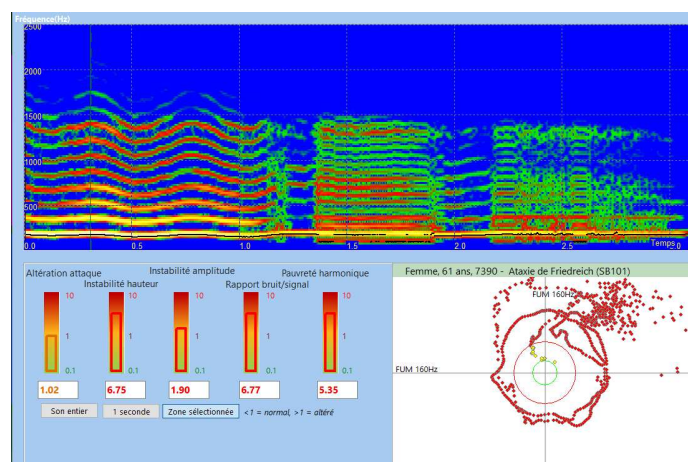 Fréquence(Hz)
2500
2000
1500
1000
500
0.0 0.5 1.0 1.5 2.0 2.5 Temps 3.0
Altération attaque Instabilité amplitude Pauvreté harmonique
Instabilité hauteur Rapport bruit/signal
10 10 10 10 10
1 1 1 1 1
0.1 0.1 0.1 0.1 0.1
1.02 6.75 1.90 6.77 5.35
Son entier 1 seconde Zone sélectionnée <1 = normal, >1 = altéré
Femme, 61 ans, 7390 - Ataxie de Friedreich (SB101)
FUM 160Hz
FUM 160Hz